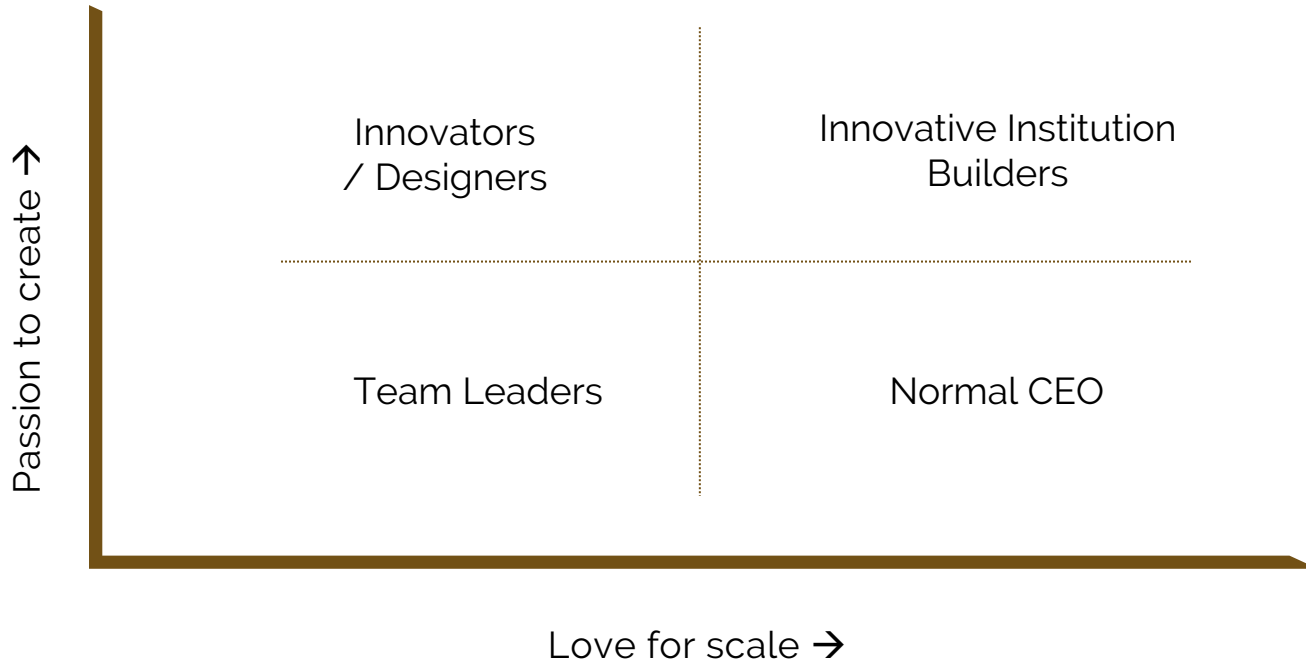 Passion to create →
Innovators
/ Designers
Innovative Institution
Builders
Team Leaders
Normal CEO
Love for scale →